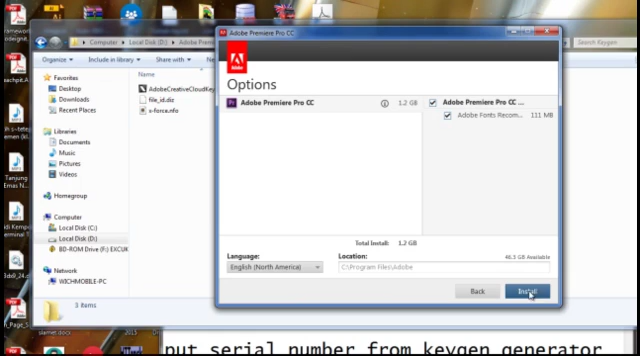 Adobe Premiere Pro CC
Computer
Local Disk (D:)
Search Keygen
Organize
Include in library
Share with
Adobe
Options
Name
Favorites
Desktop
Downloads
Recent Places
file_id.diz
x-force.nfo
Adobe Premiere Pro CC
1.2 GB
Adobe Premiere Pro CC ...
Adobe Fonts Recom...
111 MB
Libraries
Documents
Music
Pictures
Videos
Homegroup
Computer
Local Disk (C:)
Local Disk (D:)
BD-ROM Drive (F:) EXCUK
Network
WICHMOBILE-PC
Total Install: 1.2 GB
Language:
Location:
46.3 GB Available
English (North America)
C:\Program Files\Adobe
Back
Install
3 items
put serial number from keygen generator